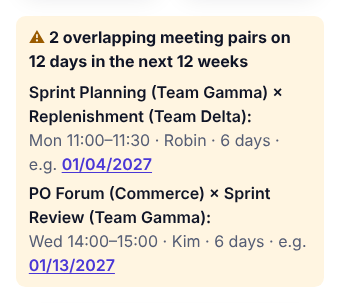 ⚠ 2 overlapping meeting pairs on
12 days in the next 12 weeks
Sprint Planning (Team Gamma) ×
Replenishment (Team Delta):
Mon 11:00–11:30 · Robin · 6 days ·
e.g. 01/04/2027
PO Forum (Commerce) × Sprint
Review (Team Gamma):
Wed 14:00–15:00 · Kim · 6 days · e.g.
01/13/2027